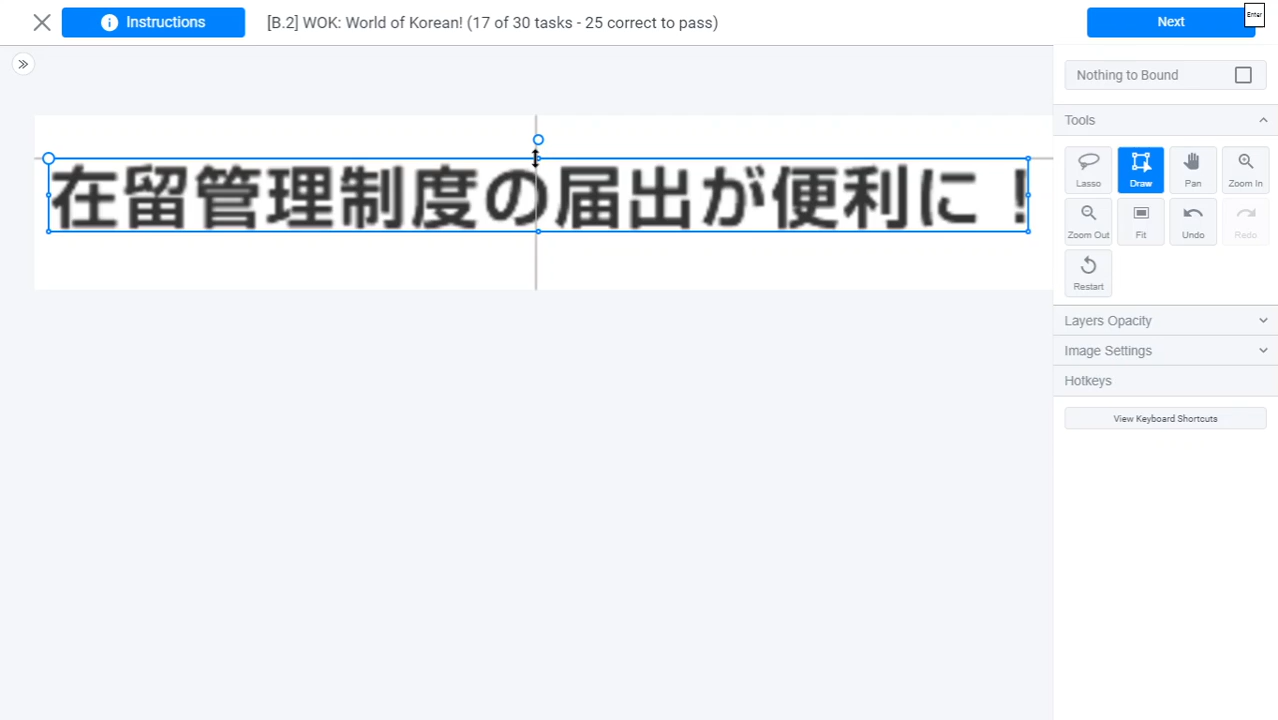 Instructions
[B.2] WOK: World of Korean! (17 of 30 tasks - 25 correct to pass)
Next
Enter
Nothing to Bound
Tools
Lasso
Draw
Pan
Zoom In
Zoom Out
Fit
Undo
Redo
Restart
Layers Opacity
Image Settings
Hotkeys
View Keyboard Shortcuts
在留管理制度の届出が便利に！